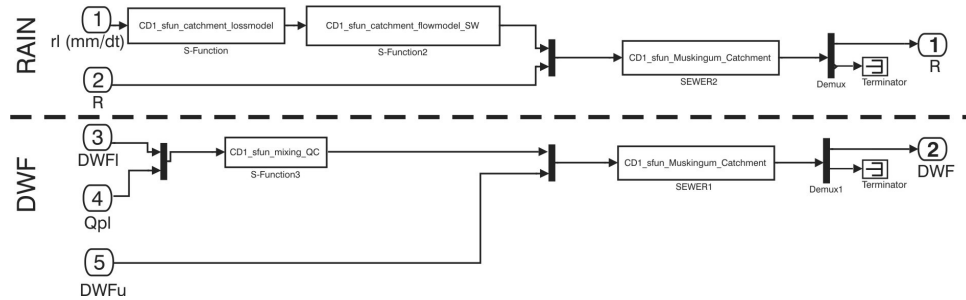 RAIN
1
rI (mm/dt)
CD1_sfun_catchment_lossmodel
S-Function
CD1_sfun_catchment_flowmodel_SW
S-Function2
2
R
CD1_sfun_Muskingum_Catchment
SEWER2
Demux
Terminator
1
R
DWF
3
DWFI
4
Qpl
CD1_sfun_mixing_QC
S-Function3
5
DWFu
CD1_sfun_Muskingum_Catchment
SEWER1
Demux1
Terminator
2
DWF